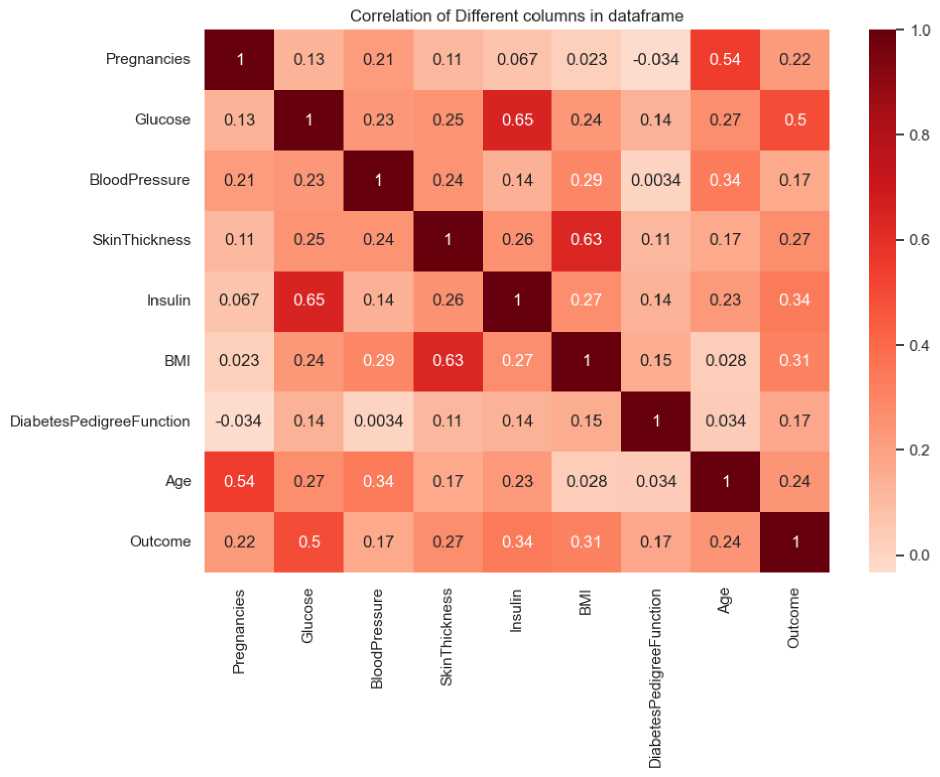 Correlation of Different columns in dataframe
Pregnancies 1 0.13 0.21 0.11 0.067 0.023 -0.034 0.54 0.22
Glucose 0.13 1 0.23 0.25 0.65 0.24 0.14 0.27 0.5
BloodPressure 0.21 0.23 1 0.24 0.14 0.29 0.0034 0.34 0.17
SkinThickness 0.11 0.25 0.24 1 0.26 0.63 0.11 0.17 0.27
Insulin 0.067 0.65 0.14 0.26 1 0.27 0.14 0.23 0.34
BMI 0.023 0.24 0.29 0.63 0.27 1 0.15 0.028 0.31
DiabetesPedigreeFunction -0.034 0.14 0.0034 0.11 0.14 0.15 1 0.034 0.17
Age 0.54 0.27 0.34 0.17 0.23 0.028 0.034 1 0.24
Outcome 0.22 0.5 0.17 0.27 0.34 0.31 0.17 0.24 1
Pregnancies
Glucose
BloodPressure
SkinThickness
Insulin
BMI
DiabetesPedigreeFunction
Age
Outcome
1.0
0.8
0.6
0.4
0.2
0.0